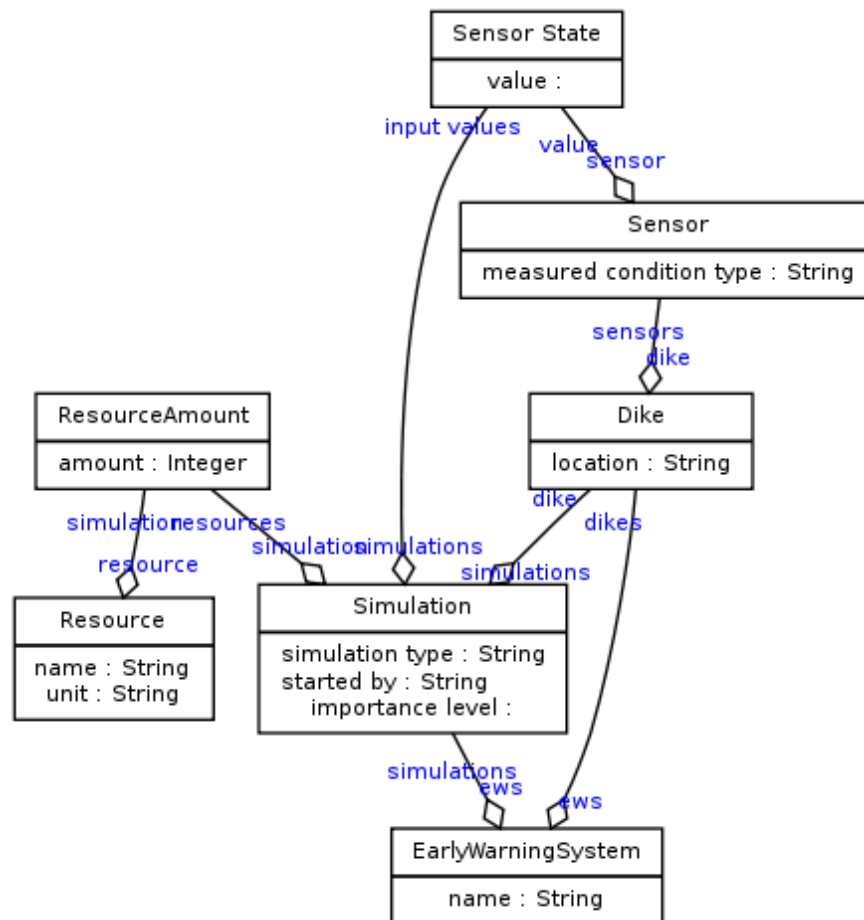 Sensor State
value :
input values
value
sensor
Sensor
measured condition type : String
sensors
dike
ResourceAmount
amount : Integer
Dike
location : String
simulation
resources
dike
dikes
simulation
simulations
resource
simulations
Resource
name : String
unit : String
Simulation
simulation type : String
started by : String
importance level :
simulations
ews
ews
EarlyWarningSystem
name : String